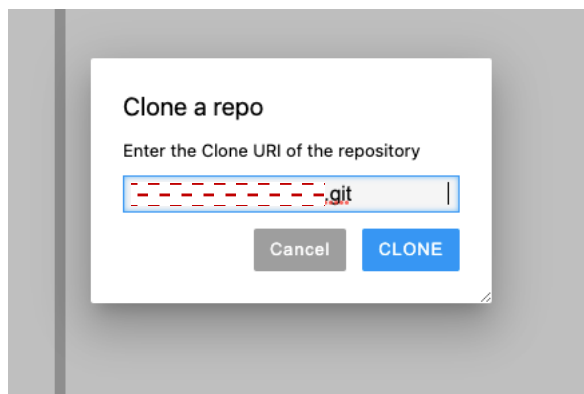 Clone a repo
Enter the Clone URI of the repository
.git
Cancel CLONE